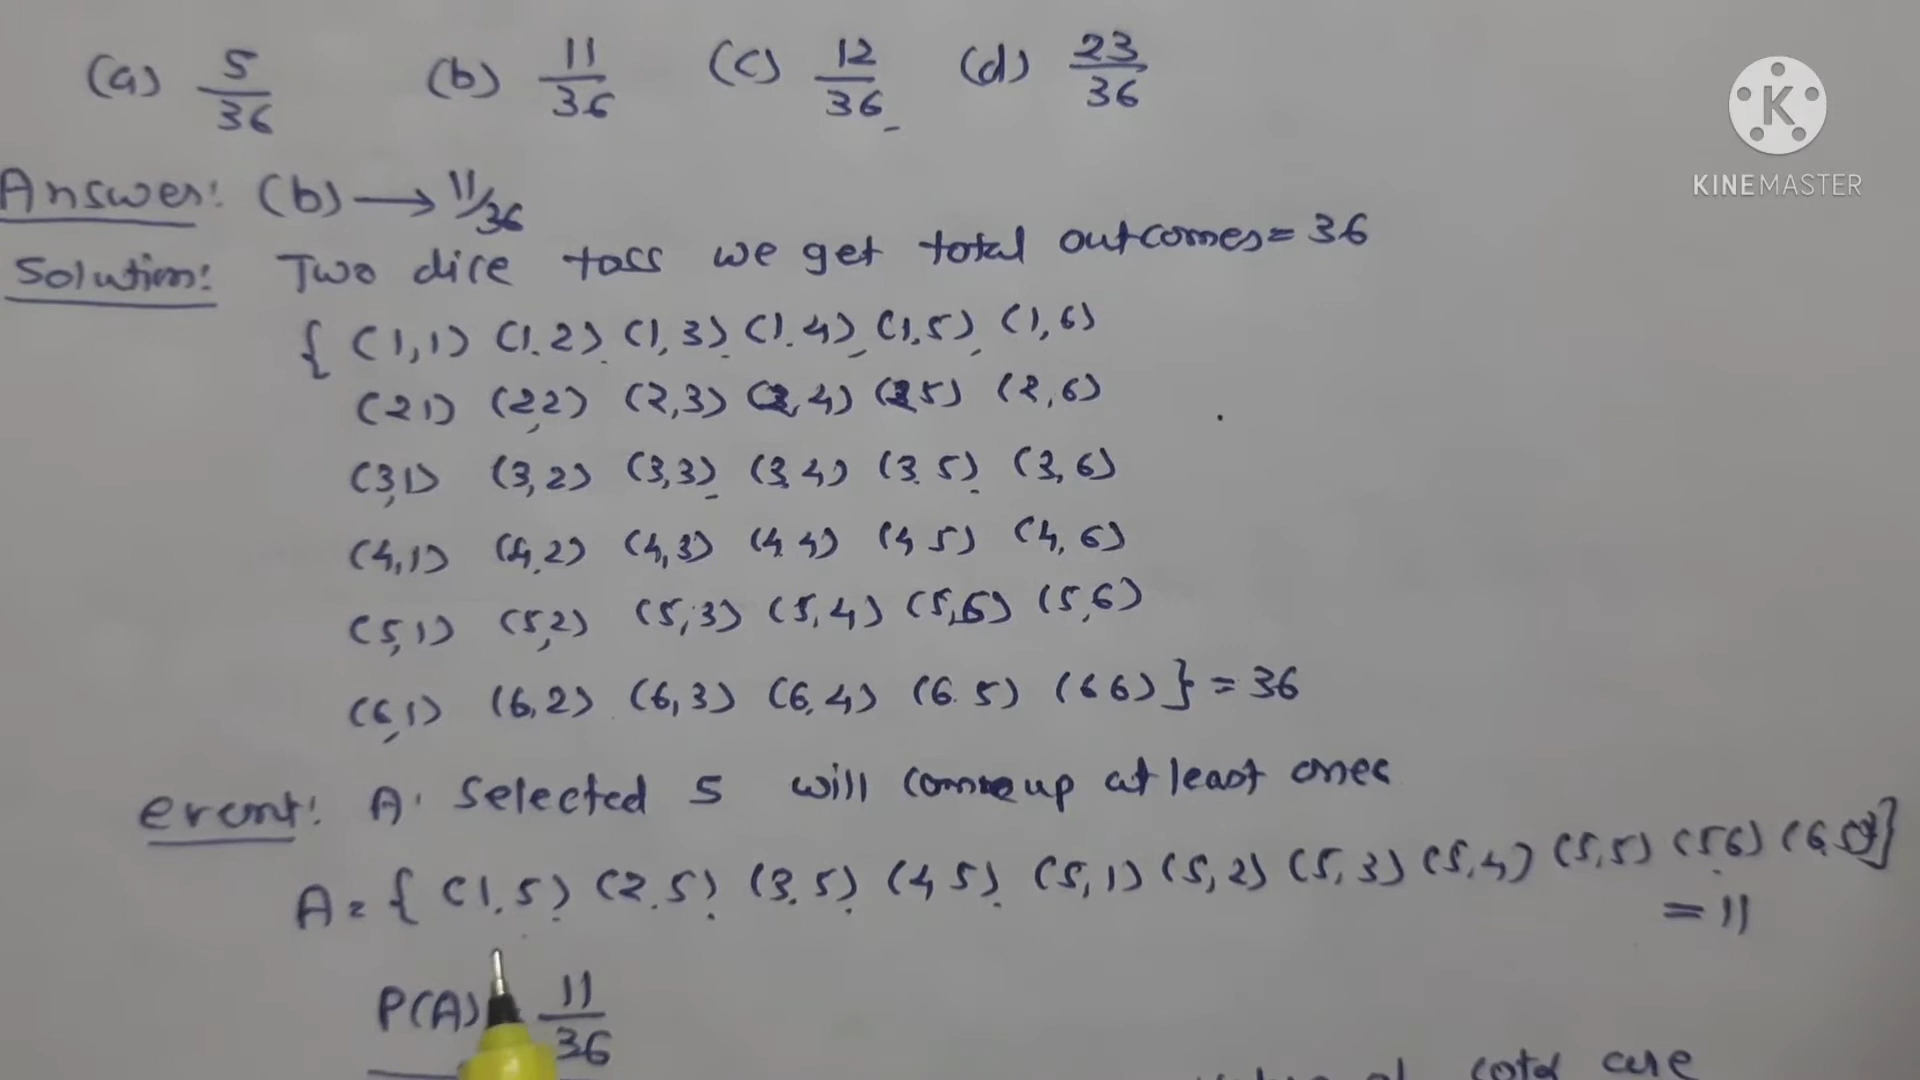 (a) 5/36 (b) 11/36 (c) 12/36 (d) 23/36
KINEMASTER
Answer: (b) → 11/36
Solution: Two dice toss we get total outcomes = 36
{ (1,1) (1.2) (1,3) (1.4) (1.5) (1,6)
(21) (2,2) (2,3) (2,4) (25) (2,6)
(3,1) (3,2) (3,3) (3,4) (3.5) (3,6)
(4,1) (4.2) (4,3) (4.4) (4 5) (4,6)
(5,1) (5,2) (5,3) (5,4) (5,5) (5,6)
(6,1) (6,2) (6,3) (6,4) (6.5) (6 6) } = 36
event: A: Selected 5 will come up at least ones
A = { (1.5) (2.5) (3.5) (4 5) (5,1) (5,2) (5,3) (5,4) (5,5) (5.6) (6,5) }
= 11
P(A) 11/36